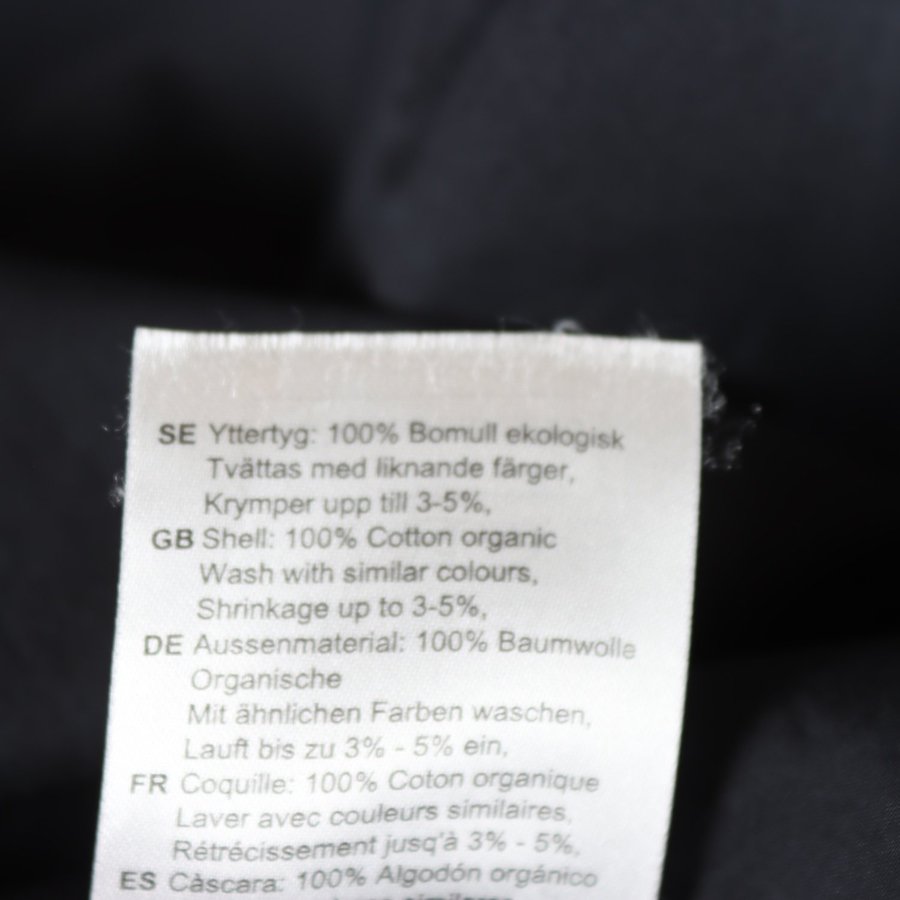 SE Yttertyg: 100% Bomull ekologisk
Tvättas med liknande färger,
Krymper upp till 3-5%,
GB Shell: 100% Cotton organic
Wash with similar colours,
Shrinkage up to 3-5%,
DE Aussenmaterial: 100% Baumwolle
Organische
Mit ähnlichen Farben waschen,
Lauft bis zu 3% - 5% ein,
FR Coquille: 100% Coton organique
Laver avec couleurs similaires,
Rétrécissement jusq'à 3% - 5%,
ES Càscara: 100% Algodón orgánico